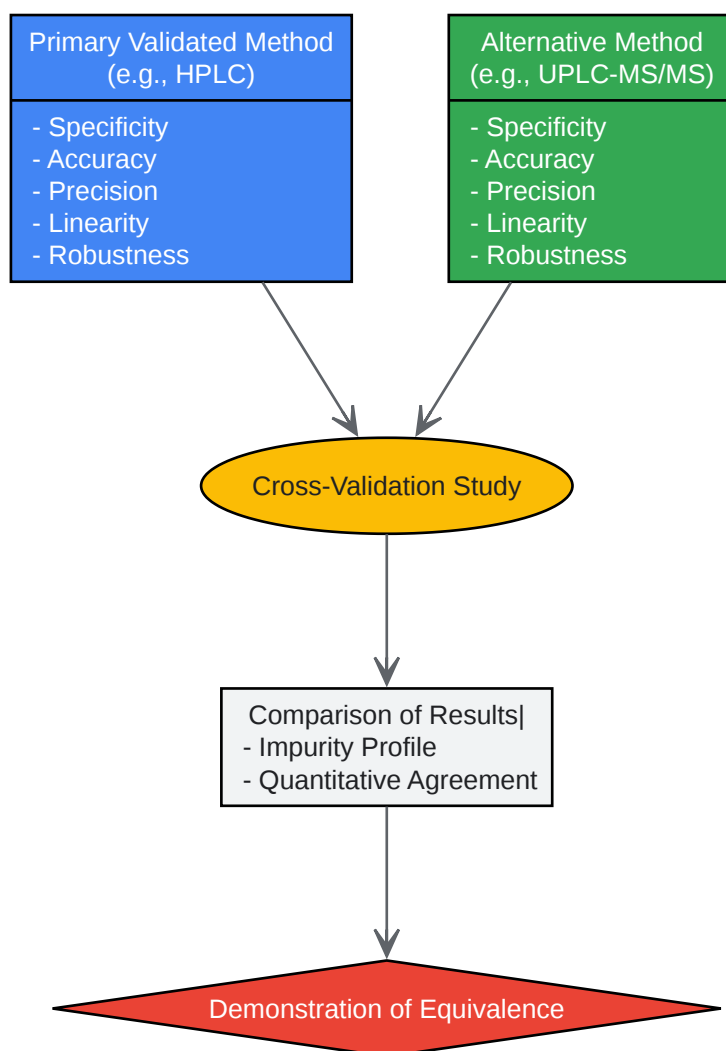 Primary Validated Method
(e.g., HPLC)
- Specificity
- Accuracy
- Precision
- Linearity
- Robustness
Alternative Method
(e.g., UPLC-MS/MS)
- Specificity
- Accuracy
- Precision
- Linearity
- Robustness
Cross-Validation Study
Comparison of Results|
- Impurity Profile
- Quantitative Agreement
Demonstration of Equivalence